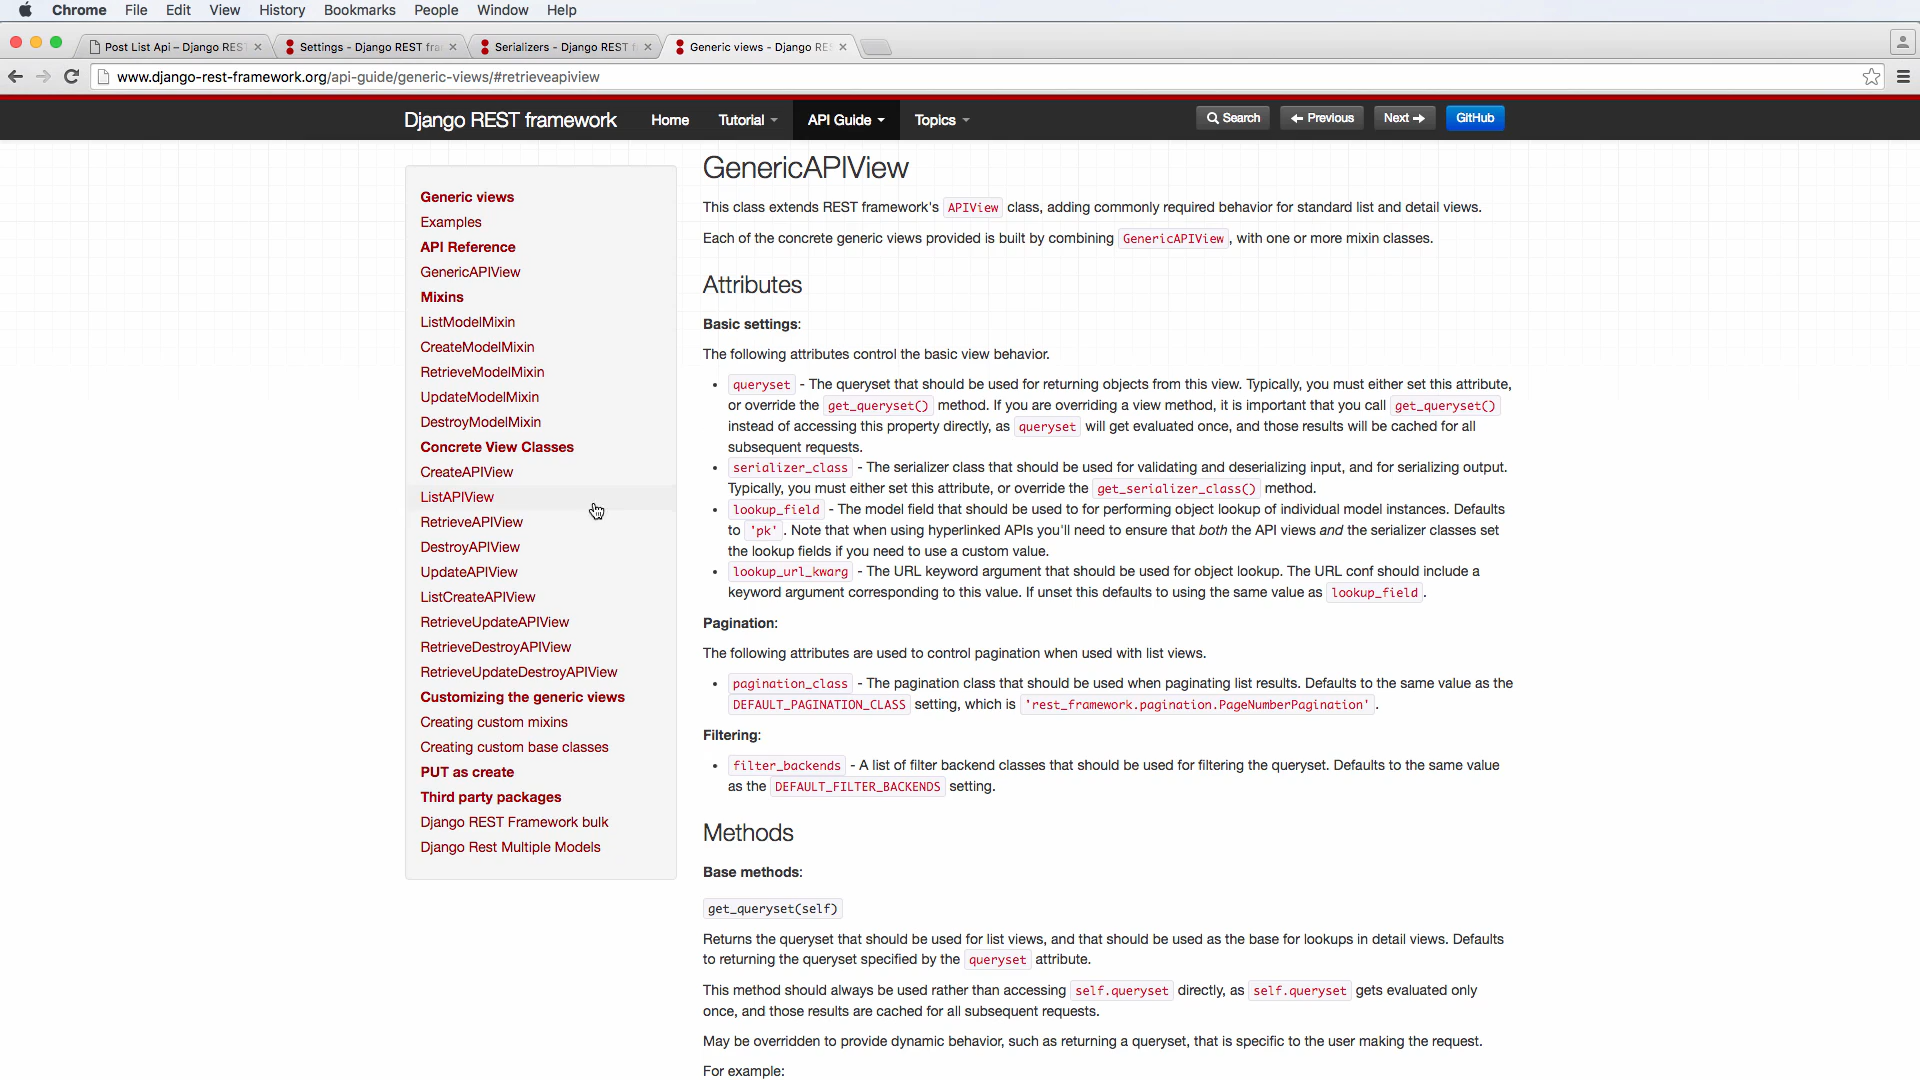 Chrome File Edit View History Bookmarks People Window Help
Post List Api – Django REST Settings - Django REST fra Serializers - Django REST f Generic views - Django RES
www.django-rest-framework.org/api-guide/generic-views/#retrieveapiview
Django REST framework Home Tutorial API Guide Topics Search Previous Next GitHub
Generic views
Examples
API Reference
GenericAPIView
Mixins
ListModelMixin
CreateModelMixin
RetrieveModelMixin
UpdateModelMixin
DestroyModelMixin
Concrete View Classes
CreateAPIView
ListAPIView
RetrieveAPIView
DestroyAPIView
UpdateAPIView
ListCreateAPIView
RetrieveUpdateAPIView
RetrieveDestroyAPIView
RetrieveUpdateDestroyAPIView
Customizing the generic views
Creating custom mixins
Creating custom base classes
PUT as create
Third party packages
Django REST Framework bulk
Django Rest Multiple Models
GenericAPIView
This class extends REST framework's APIView class, adding commonly required behavior for standard list and detail views.
Each of the concrete generic views provided is built by combining GenericAPIView, with one or more mixin classes.
Attributes
Basic settings:
The following attributes control the basic view behavior.
• queryset - The queryset that should be used for returning objects from this view. Typically, you must either set this attribute,
or override the get_queryset() method. If you are overriding a view method, it is important that you call get_queryset()
instead of accessing this property directly, as queryset will get evaluated once, and those results will be cached for all
subsequent requests.
• serializer_class - The serializer class that should be used for validating and deserializing input, and for serializing output.
Typically, you must either set this attribute, or override the get_serializer_class() method.
• lookup_field - The model field that should be used to for performing object lookup of individual model instances. Defaults
to 'pk'. Note that when using hyperlinked APIs you'll need to ensure that both the API views and the serializer classes set
the lookup fields if you need to use a custom value.
• lookup_url_kwarg - The URL keyword argument that should be used for object lookup. The URL conf should include a
keyword argument corresponding to this value. If unset this defaults to using the same value as lookup_field.
Pagination:
The following attributes are used to control pagination when used with list views.
• pagination_class - The pagination class that should be used when paginating list results. Defaults to the same value as the
DEFAULT_PAGINATION_CLASS setting, which is 'rest_framework.pagination.PageNumberPagination'.
Filtering:
• filter_backends - A list of filter backend classes that should be used for filtering the queryset. Defaults to the same value
as the DEFAULT_FILTER_BACKENDS setting.
Methods
Base methods:
get_queryset(self)
Returns the queryset that should be used for list views, and that should be used as the base for lookups in detail views. Defaults
to returning the queryset specified by the queryset attribute.
This method should always be used rather than accessing self.queryset directly, as self.queryset gets evaluated only
once, and those results are cached for all subsequent requests.
May be overridden to provide dynamic behavior, such as returning a queryset, that is specific to the user making the request.
For example: